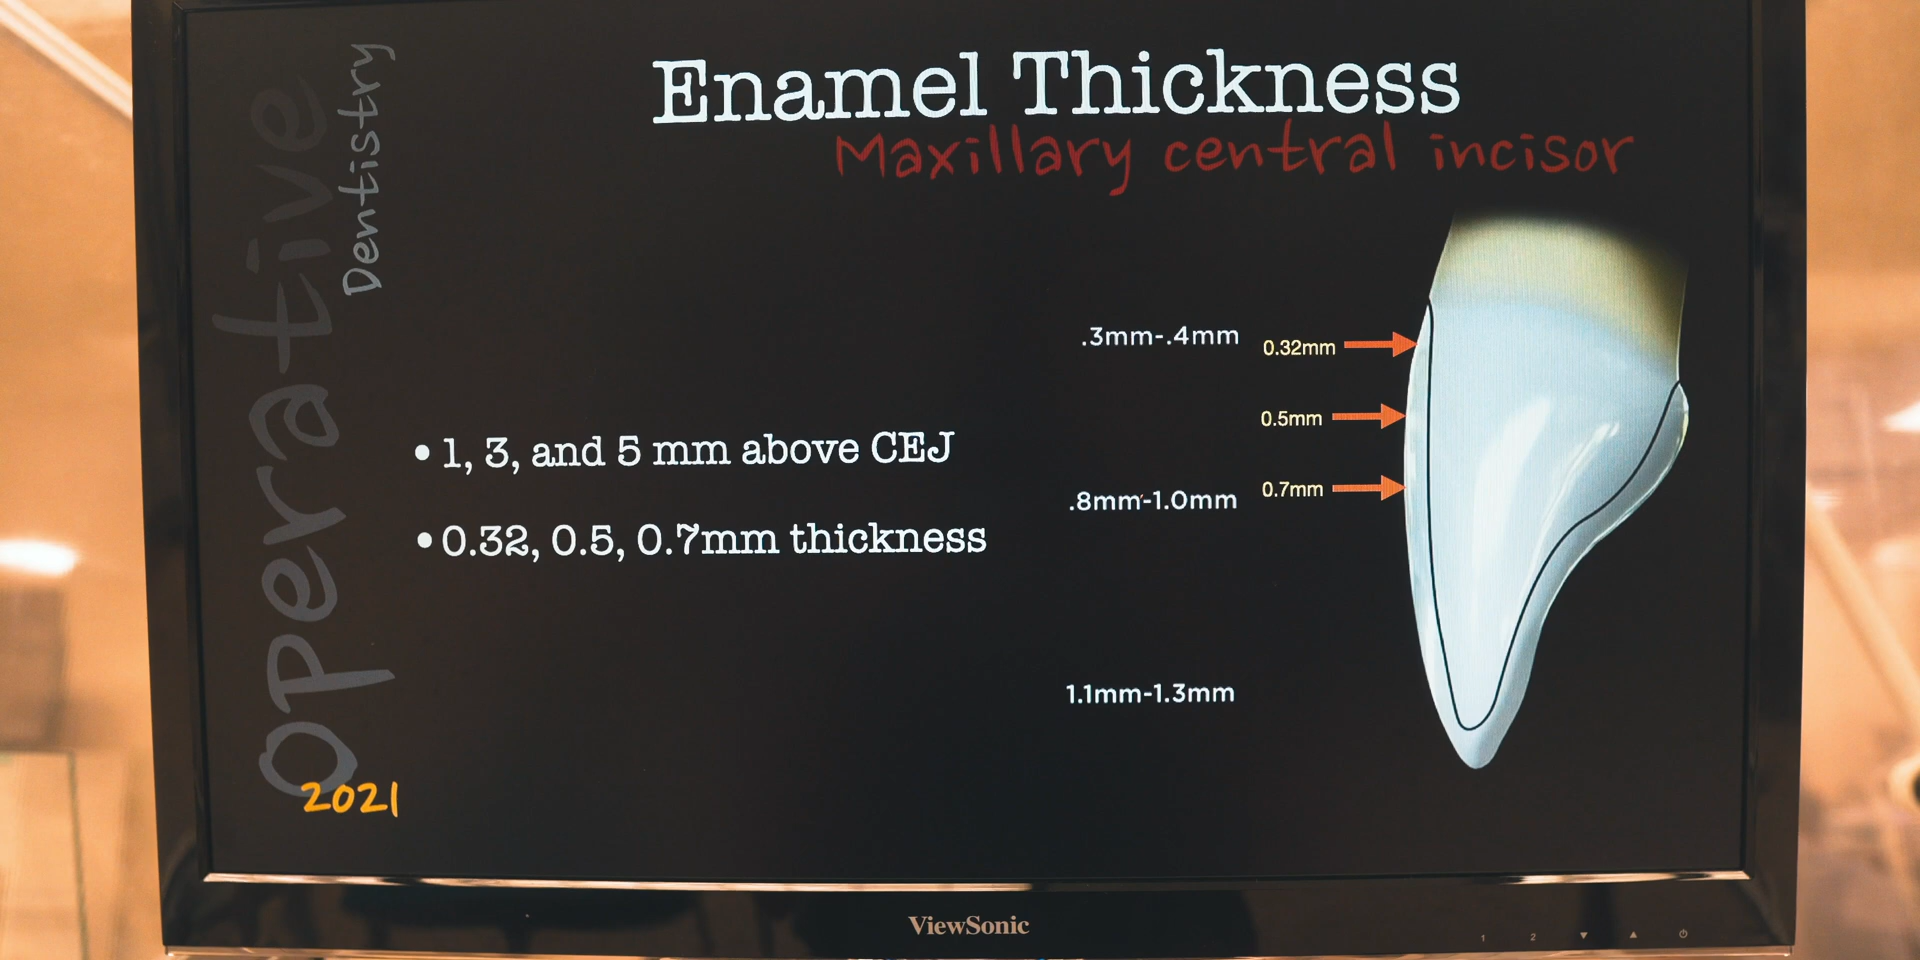 Operative
Dentistry
2021
Enamel Thickness
Maxillary central incisor
• 1, 3, and 5 mm above CEJ
• 0.32, 0.5, 0.7mm thickness
.3mm-.4mm
0.32mm
0.5mm
.8mm-1.0mm
0.7mm
1.1mm-1.3mm
ViewSonic
1 2